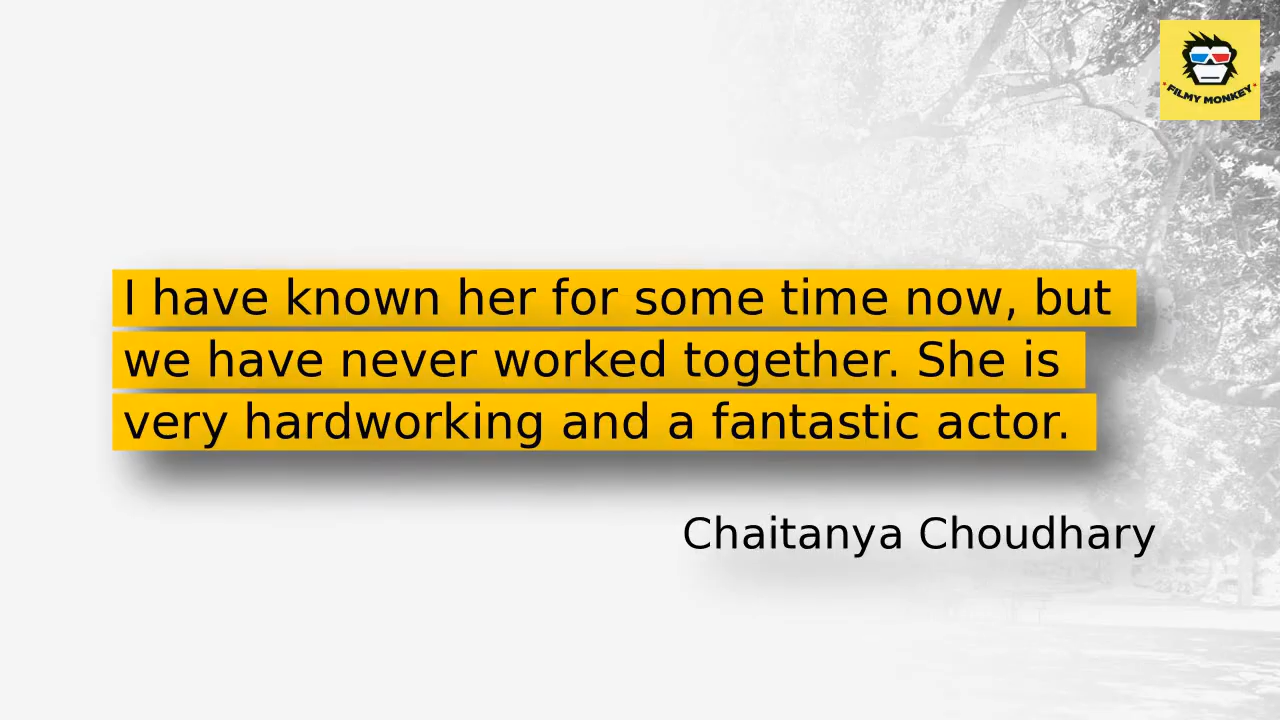 FILMY MONKEY
I have known her for some time now, but
we have never worked together. She is
very hardworking and a fantastic actor.
Chaitanya Choudhary